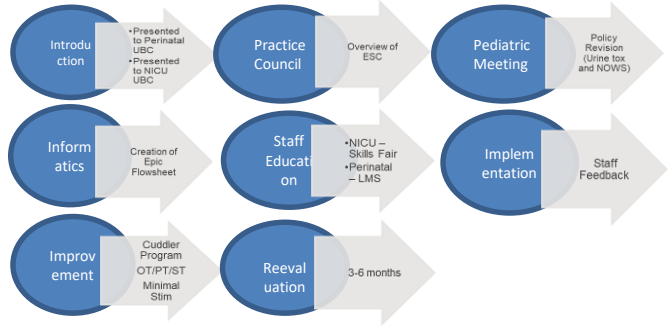 Introdu
ction
•Presented
to Perinatal
UBC
•Presented
to NICU
UBC
Practice
Council
Overview of
ESC
Pediatric
Meeting
Policy
Revision
(Urine tox
and NOWS)
Inform
atics
Creation of
Epic
Flowsheet
Staff
Educati
on
•NICU –
Skills Fair
•Perinatal
– LMS
Implem
entation
Staff
Feedback
Improv
ement
Cuddler
Program
OT/PT/ST
Minimal
Stim
Reeval
uation
3-6 months